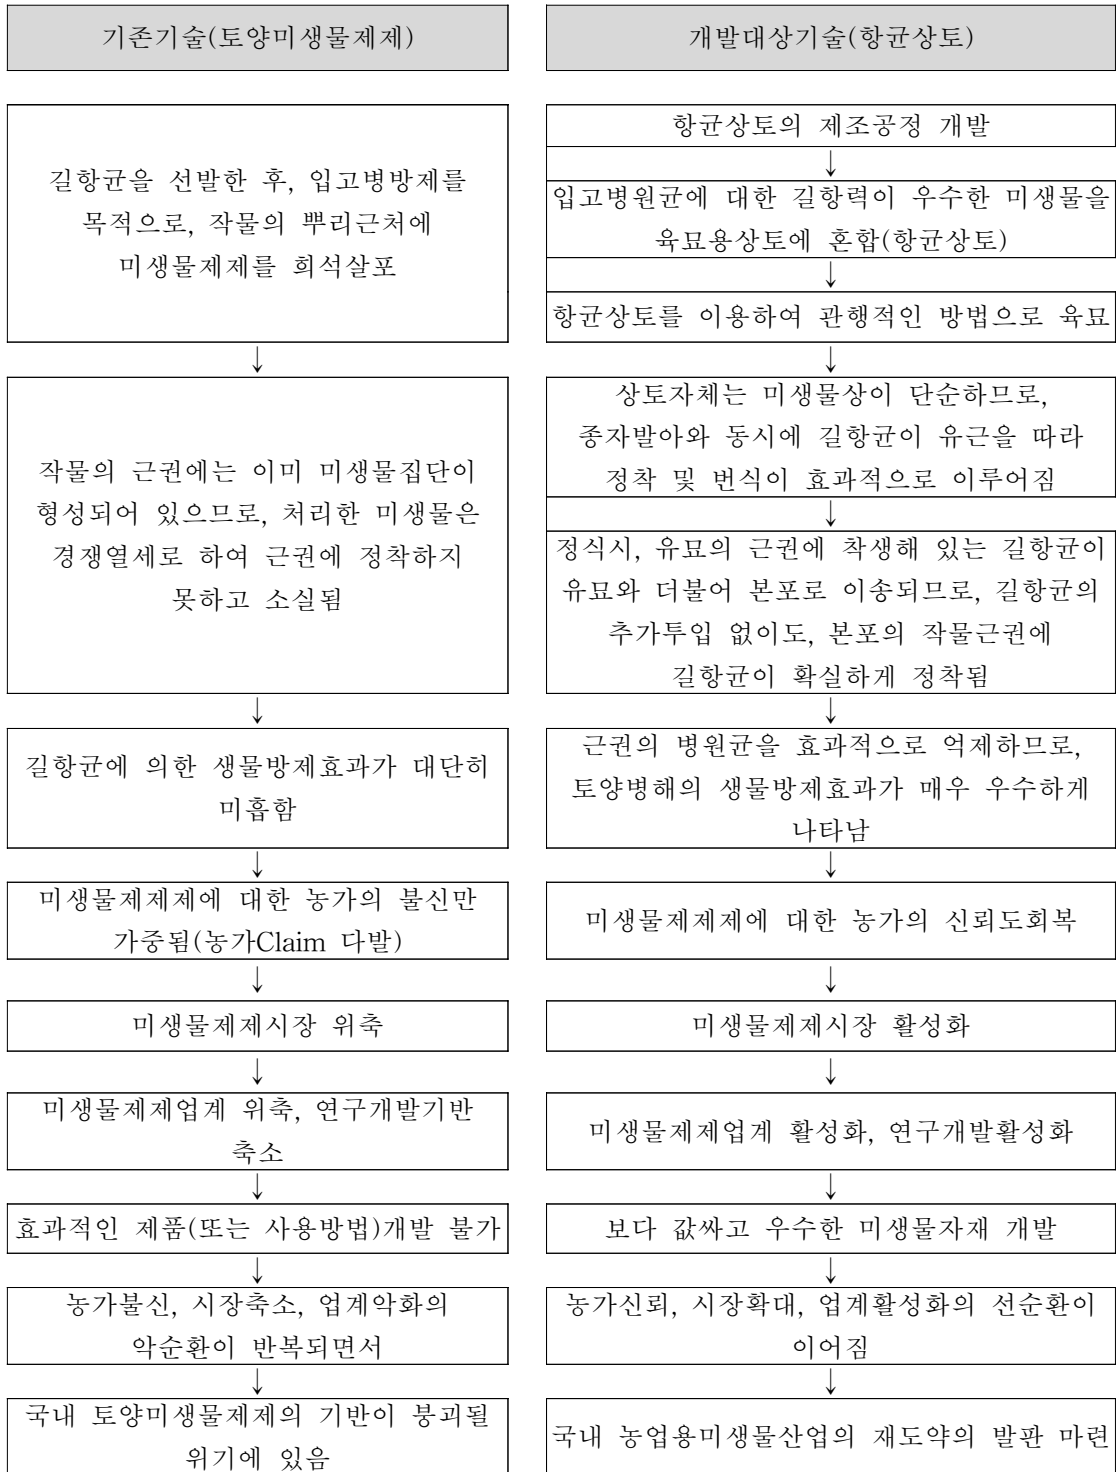 기존기술(토양미생물제제)
길항균을 선발한 후, 입고병방제를
목적으로, 작물의 뿌리근처에
미생물제제를 희석살포
↓
작물의 근권에는 이미 미생물집단이
형성되어 있으므로, 처리한 미생물은
경쟁열세로 하여 근권에 정착하지
못하고 소실됨
↓
길항균에 의한 생물방제효과가 대단히
미흡함
↓
미생물제제제에 대한 농가의 불신만
가중됨(농가Claim 다발)
↓
미생물제제시장 위축
↓
미생물제제업계 위축, 연구개발기반
축소
↓
효과적인 제품(또는 사용방법)개발 불가
↓
농가불신, 시장축소, 업계악화의
악순환이 반복되면서
↓
국내 토양미생물제제의 기반이 붕괴될
위기에 있음
개발대상기술(항균상토)
항균상토의 제조공정 개발
↓
입고병원균에 대한 길항력이 우수한 미생물을
육묘용상토에 혼합(항균상토)
↓
항균상토를 이용하여 관행적인 방법으로 육묘
↓
상토자체는 미생물상이 단순하므로,
종자발아와 동시에 길항균이 유근을 따라
정착 및 번식이 효과적으로 이루어짐
↓
정식시, 유묘의 근권에 착생해 있는 길항균이
유묘와 더불어 본포로 이송되므로, 길항균의
추가투입 없이도, 본포의 작물근권에
길항균이 확실하게 정착됨
↓
근권의 병원균을 효과적으로 억제하므로,
토양병해의 생물방제효과가 매우 우수하게
나타남
↓
미생물제제제에 대한 농가의 신뢰도회복
↓
미생물제제시장 활성화
↓
미생물제제업계 활성화, 연구개발활성화
↓
보다 값싸고 우수한 미생물자재 개발
↓
농가신뢰, 시장확대, 업계활성화의 선순환이
이어짐
↓
국내 농업용미생물산업의 재도약의 발판 마련